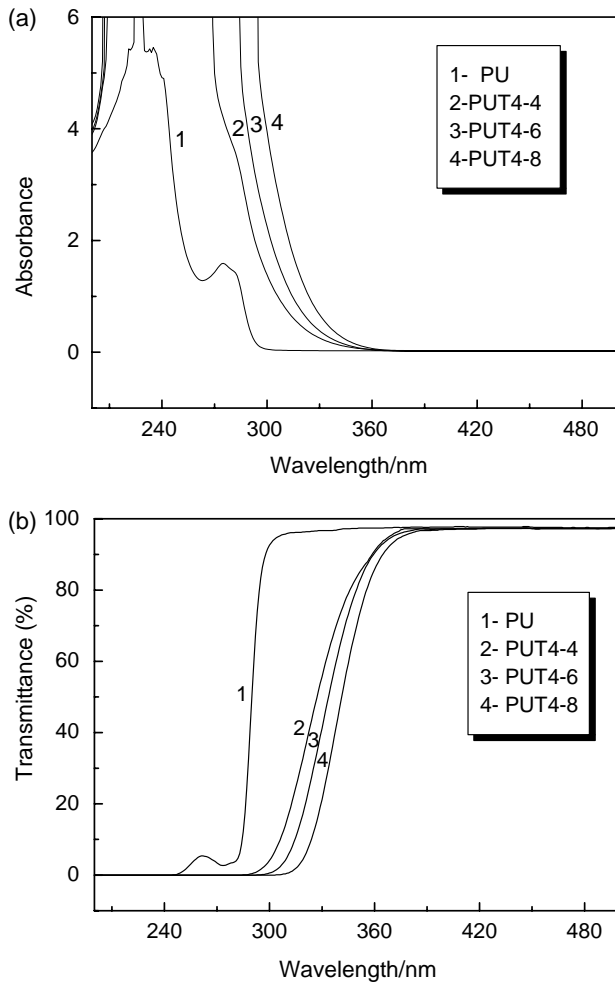 (a)
6
4
2
0
Absorbance
1
2
3
4
1- PU
2-PUT4-4
3-PUT4-6
4-PUT4-8
240
300
360
420
480
Wavelength/nm
(b)
100
80
60
40
20
0
Transmittance (%)
1
2
3
4
1- PU
2- PUT4-4
3- PUT4-6
4- PUT4-8
240
300
360
420
480
Wavelength/nm